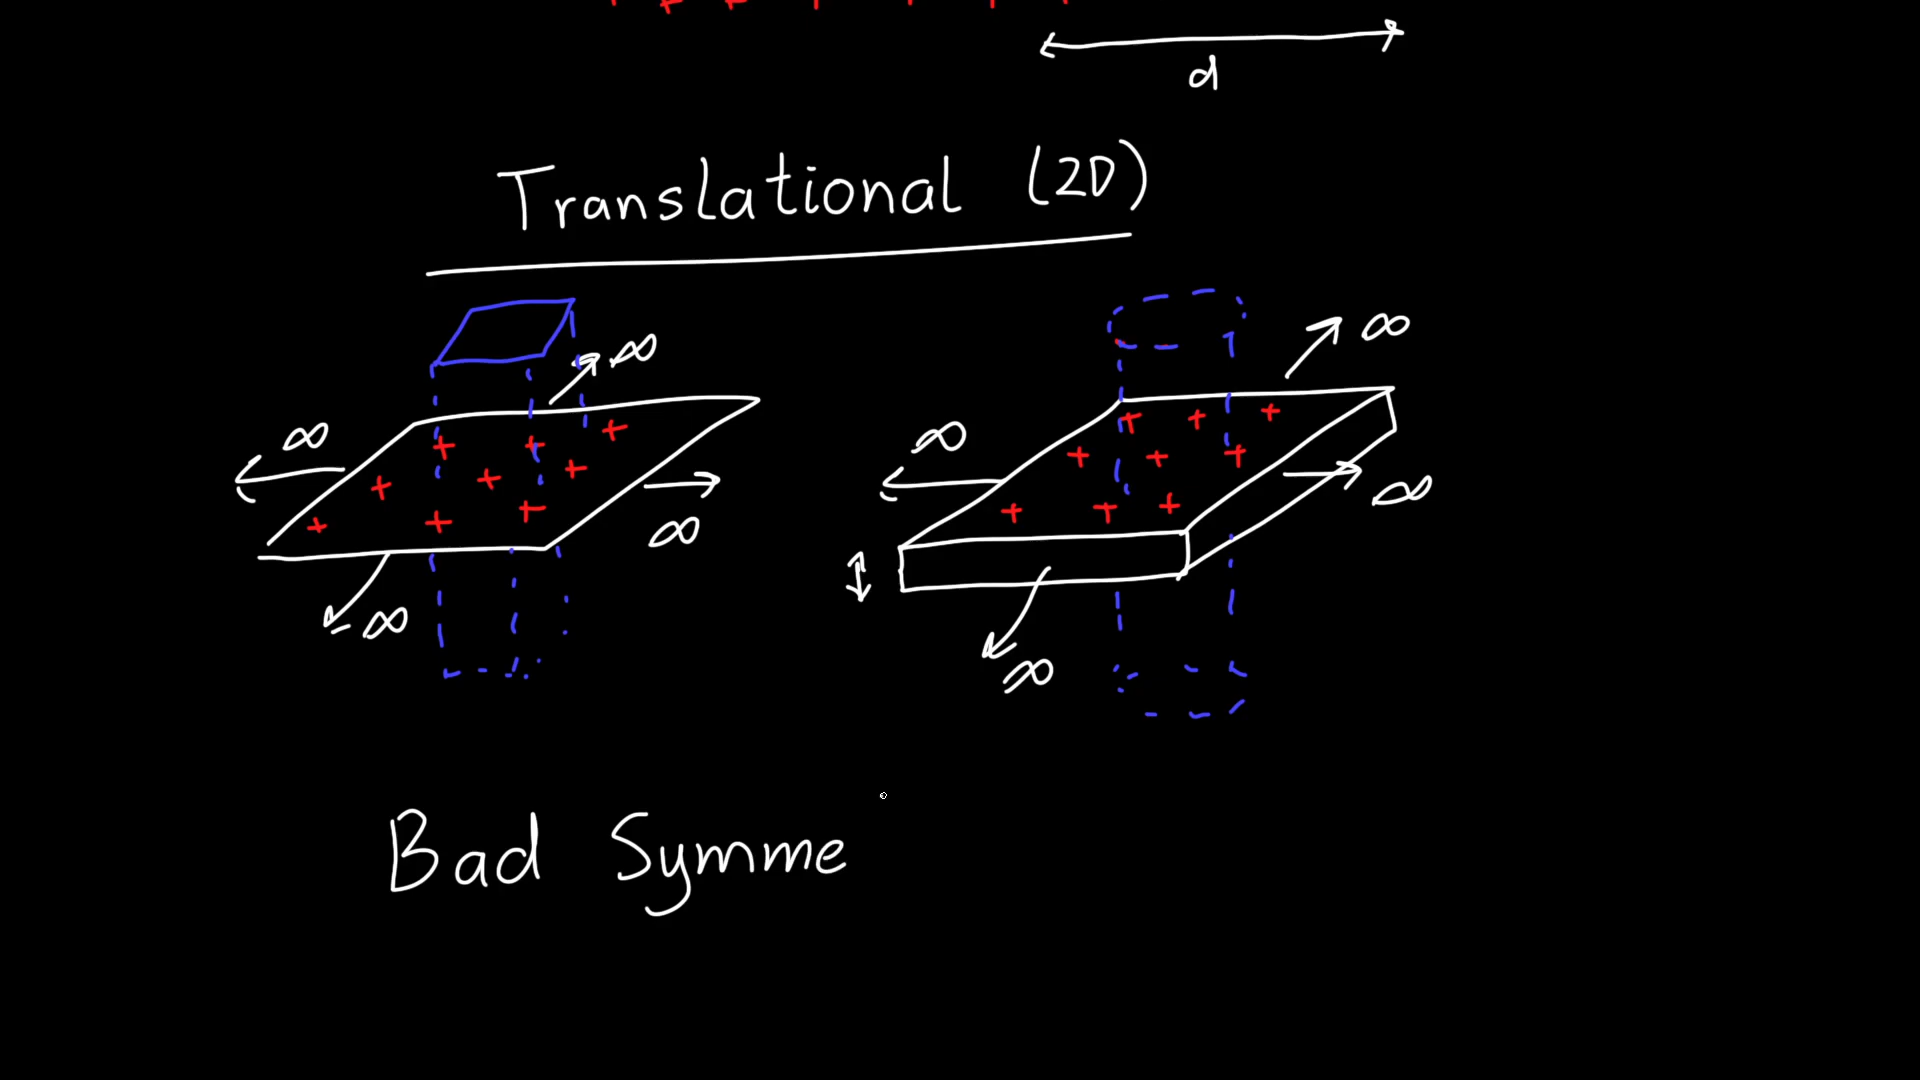 d
Translational (2D)
∞ ∞
∞ ∞
∞ ∞
∞ ∞
Bad Symme